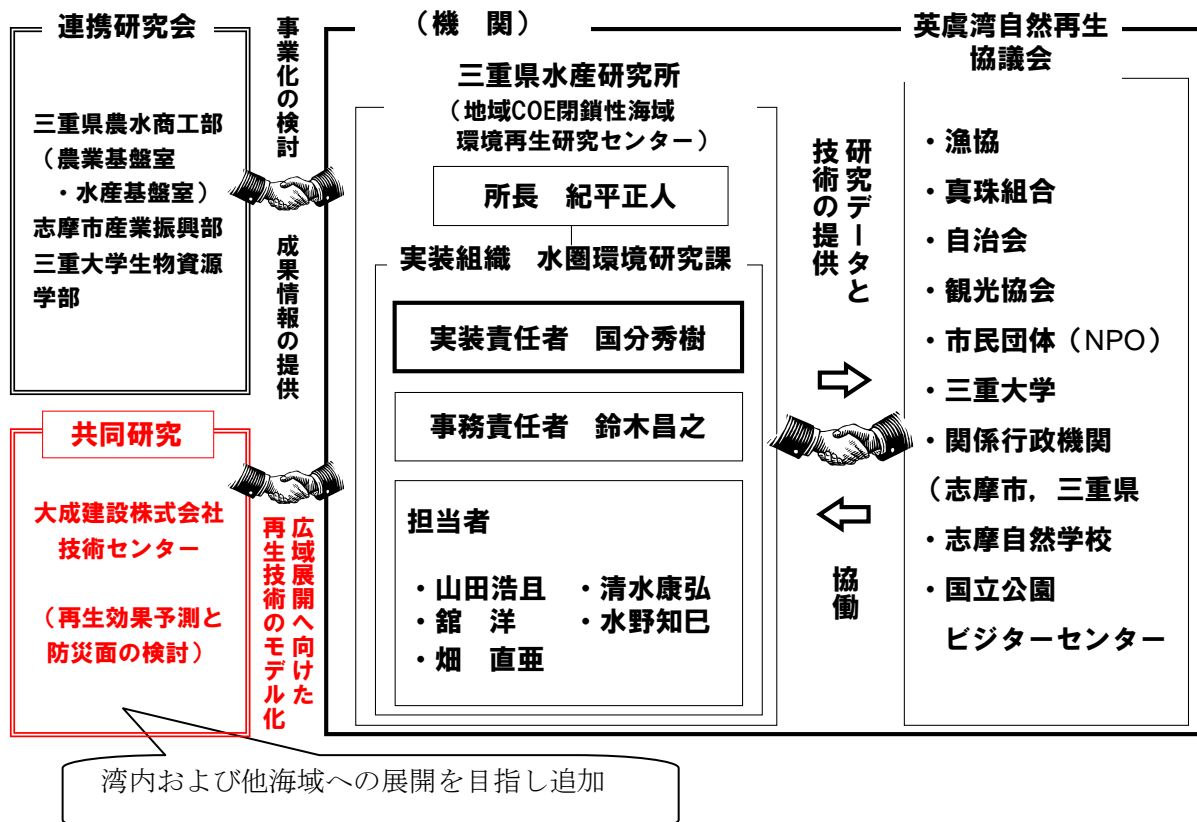 連携研究会
三重県農水商工部
（農業基盤室
・水産基盤室）
志摩市産業振興部
三重大学生物資源
学部
事業化の検討
成果情報の提供
共同研究
大成建設株式会社
技術センター
（再生効果予測と
防災面の検討）
広域展開へ向けた
再生技術のモデル化
湾内および他海域への展開を目指し追加
（機　関）
三重県水産研究所
（地域COE閉鎖性海域
環境再生研究センター）
所長　紀平正人
実装組織　水圏環境研究課
実装責任者　国分秀樹
事務責任者　鈴木昌之
担当者
・山田浩且　・清水康弘
・舘　洋　・水野知巳
・畑　直亜
研究データと
技術の提供
協働
英虞湾自然再生
協議会
・漁協
・真珠組合
・自治会
・観光協会
・市民団体（NPO）
・三重大学
・関係行政機関
（志摩市，三重県
・志摩自然学校
・国立公園
ビジターセンター